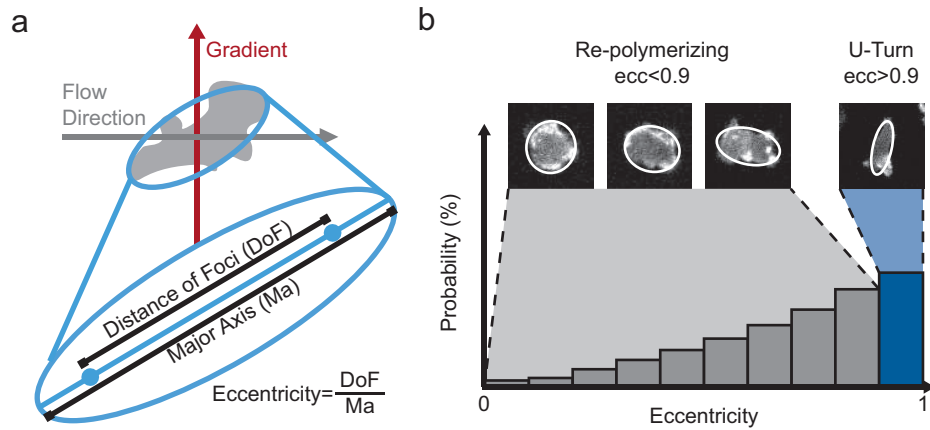 a
Gradient
Flow
Direction
Distance of Foci (DoF)
Major Axis (Ma)
Eccentricity=DoF
Ma
b
Re-polymerizing
ecc<0.9
U-Turn
ecc>0.9
Probability (%)
0
1
Eccentricity